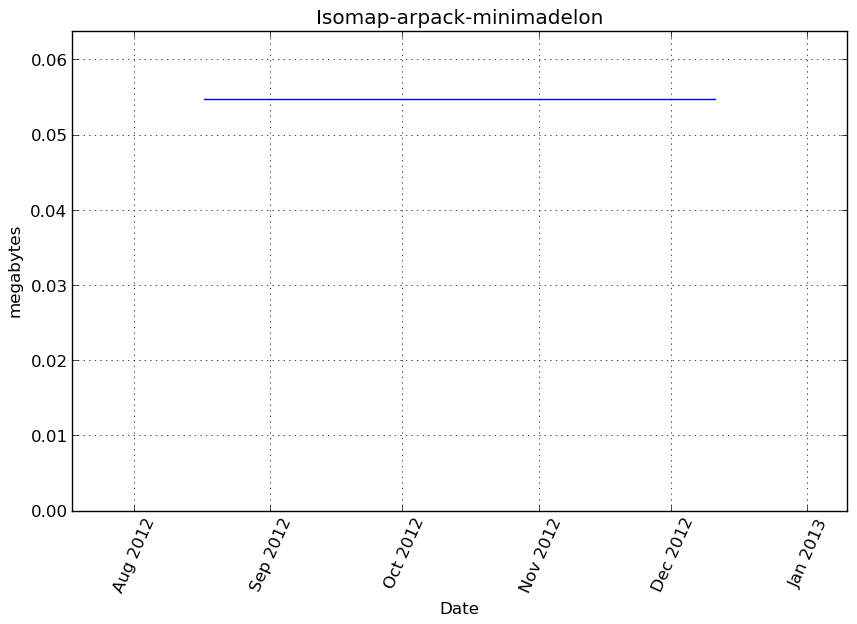 Isomap-arpack-minimadelon
0.06
0.05
0.04
0.03
0.02
0.01
0.00
megabytes
Aug 2012
Sep 2012
Oct 2012
Nov 2012
Dec 2012
Jan 2013
Date